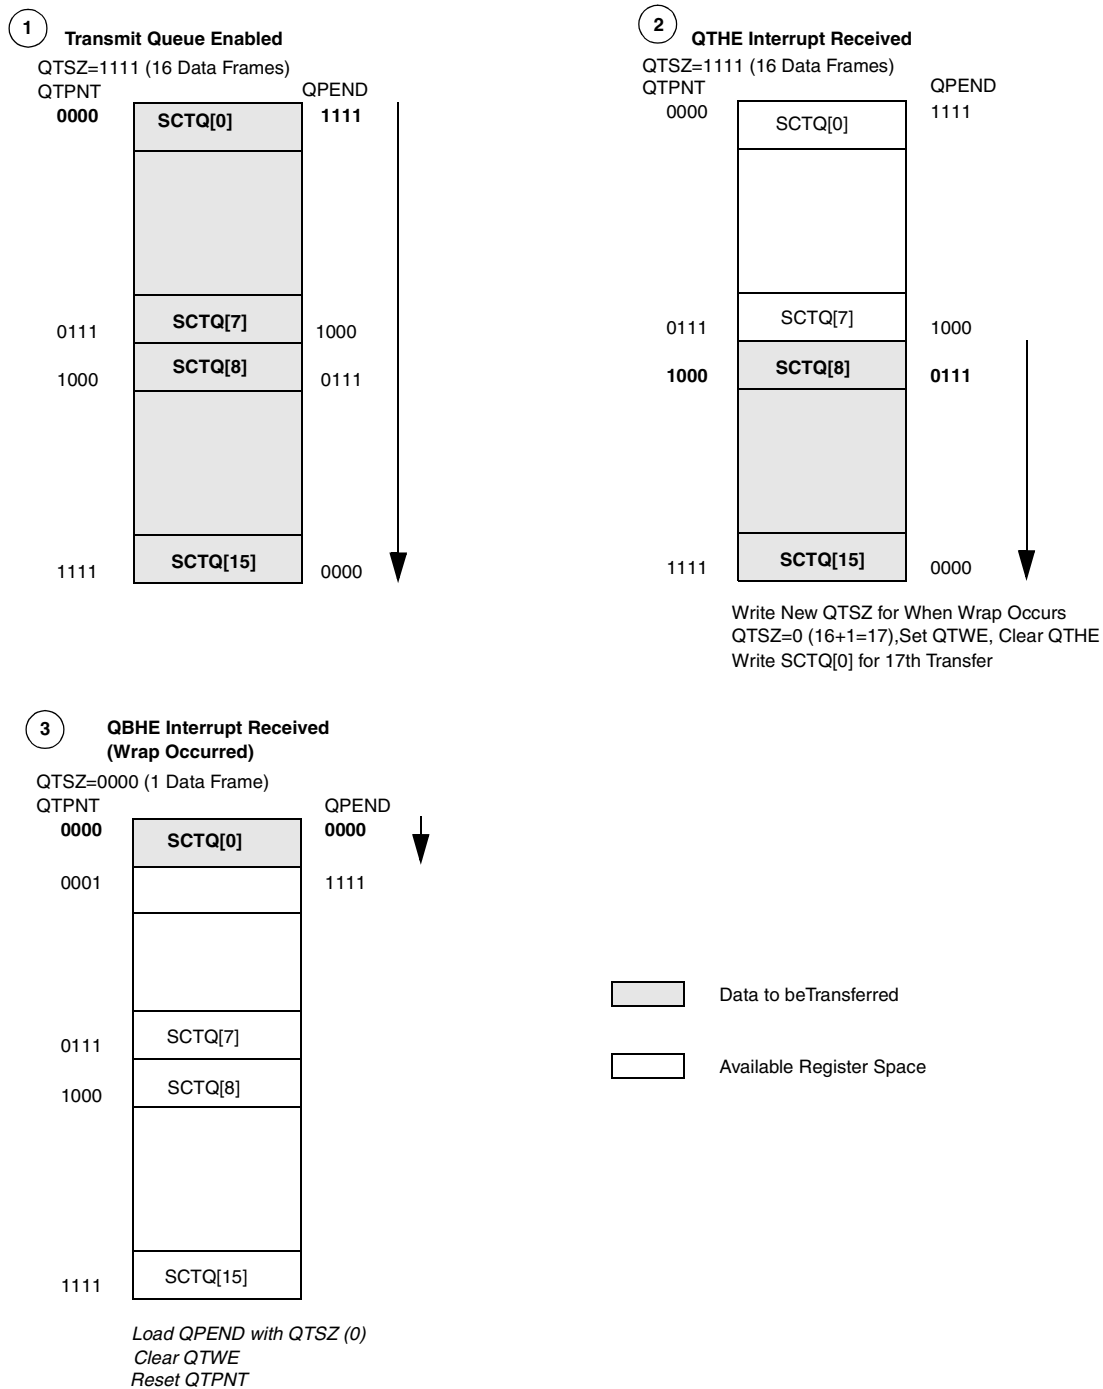 1
Transmit Queue Enabled
QTSZ=1111 (16 Data Frames)
QTPNT QPEND
0000 SCTQ[0] 1111
0111 SCTQ[7] 1000
1000 SCTQ[8] 0111
1111 SCTQ[15] 0000
2
QTHE Interrupt Received
QTSZ=1111 (16 Data Frames)
QTPNT QPEND
0000 SCTQ[0] 1111
0111 SCTQ[7] 1000
1000 SCTQ[8] 0111
1111 SCTQ[15] 0000
Write New QTSZ for When Wrap Occurs
QTSZ=0 (16+1=17),Set QTWE, Clear QTHE
Write SCTQ[0] for 17th Transfer
3
QBHE Interrupt Received
(Wrap Occurred)
QTSZ=0000 (1 Data Frame)
QTPNT QPEND
0000 SCTQ[0] 0000
0001 1111
0111 SCTQ[7]
1000 SCTQ[8]
1111 SCTQ[15]
Load QPEND with QTSZ (0)
Clear QTWE
Reset QTPNT
Data to beTransferred
Available Register Space